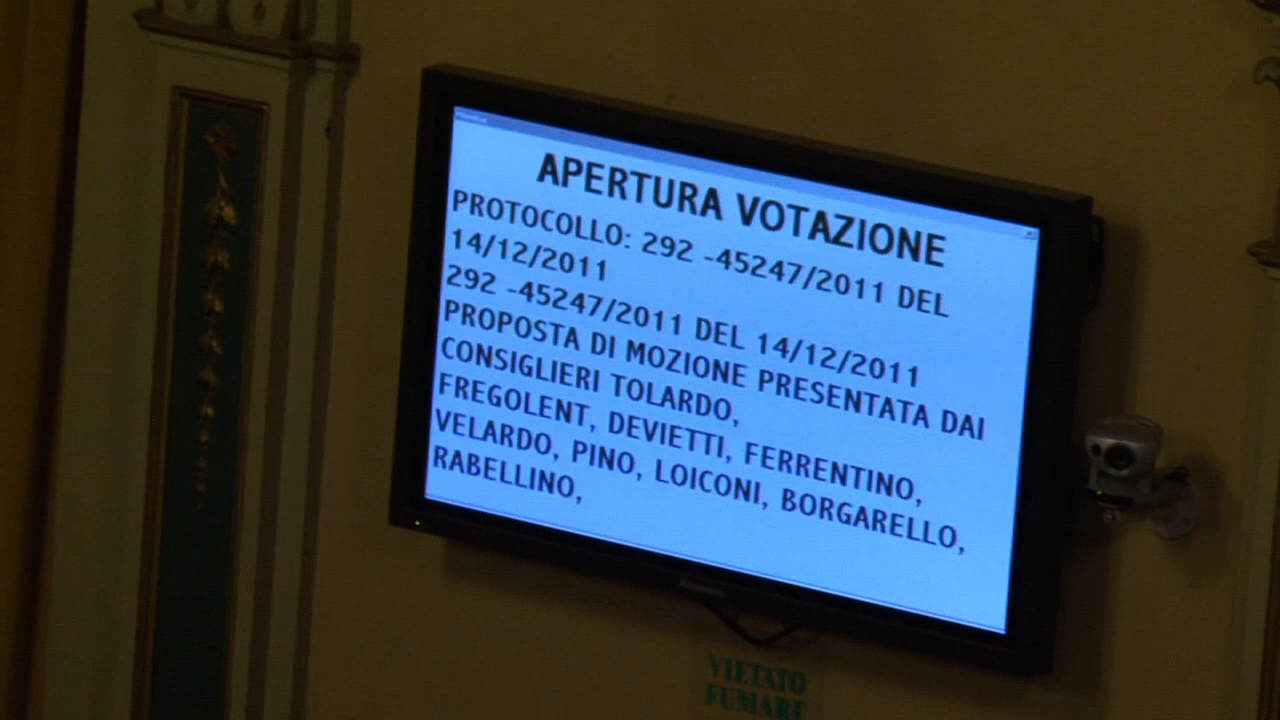 APERTURA VOTAZIONE
PROTOCOLLO: 292 -45247/2011 DEL
14/12/2011
292 -45247/2011 DEL 14/12/2011
PROPOSTA DI MOZIONE PRESENTATA DAI
CONSIGLIERI TOLARDO,
FREGOLENT, DEVIETTI, FERRENTINO,
VELARDO, PINO, LOICONI, BORGARELLO,
RABELLINO,
VIETATO
FUMARE